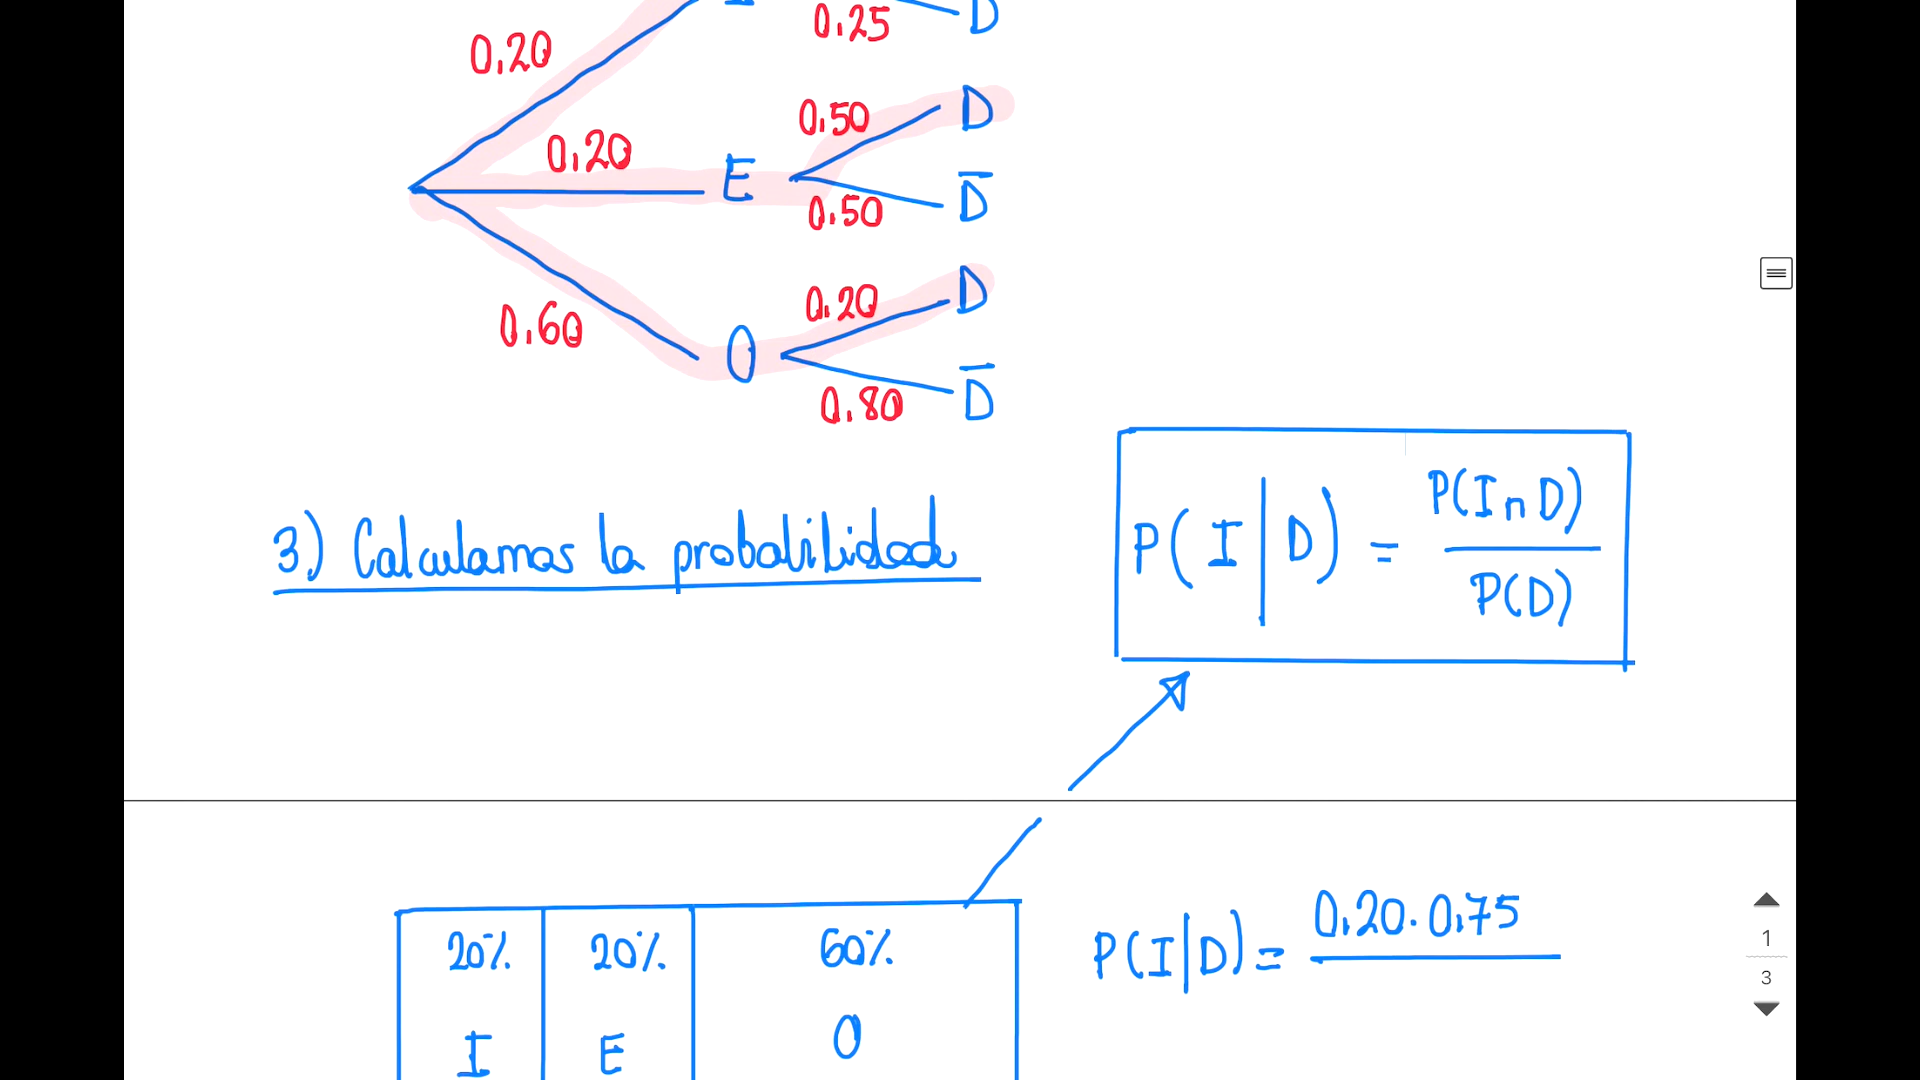 0.20
0.25
D
0.50
D
0.20
E
D̅
0.50
0.20
D
0.60
O
D̅
0.80
P(I∩D)
P(I|D) =
P(D)
3) Calculamos la probabilidad
20% 20% 60%
I E O
0.20 · 0.75
P(I|D) =
1
3